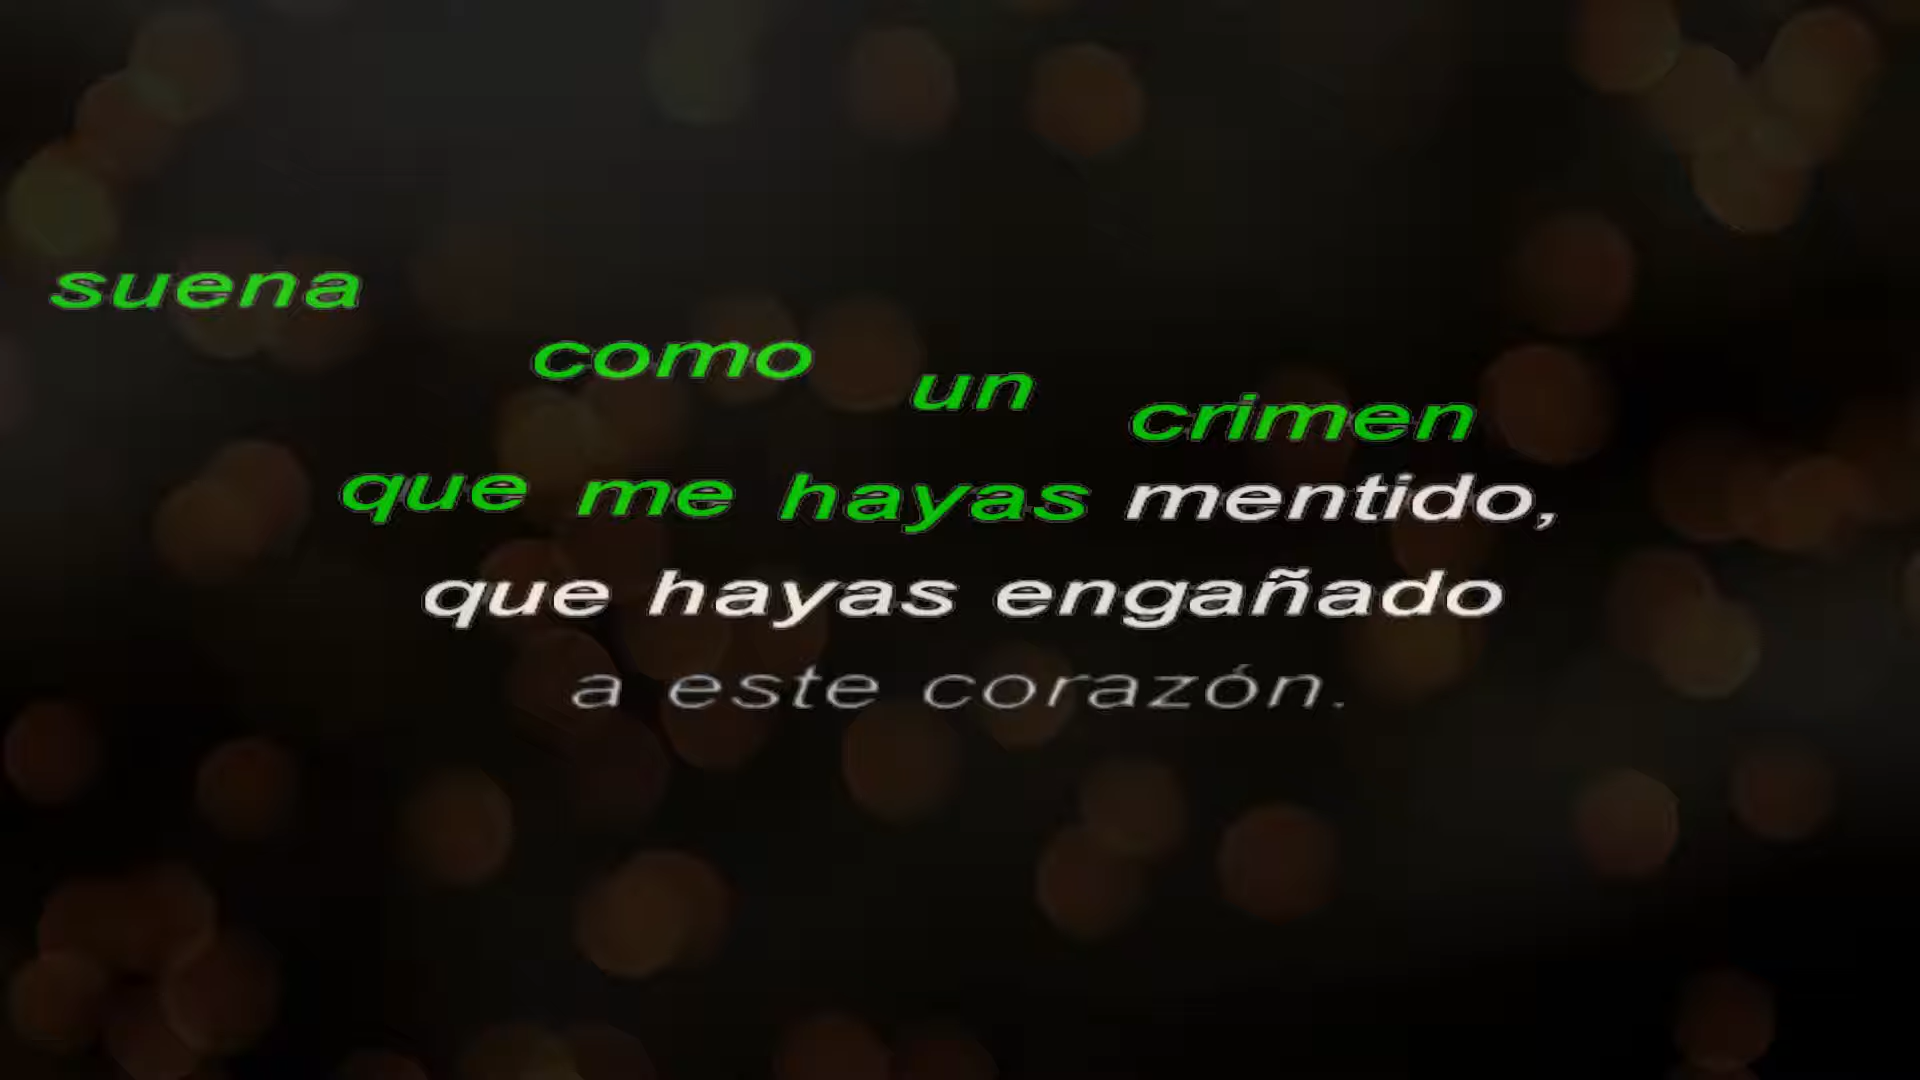 suena como un crimen
que me hayas mentido,
que hayas engañado
a este corazón.